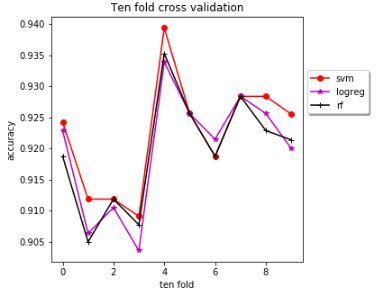 Ten fold cross validation
0.940
0.935
0.930
0.925
0.920
0.915
0.910
0.905
accuracy
0
2
4
6
8
ten fold
svm
logreg
rf